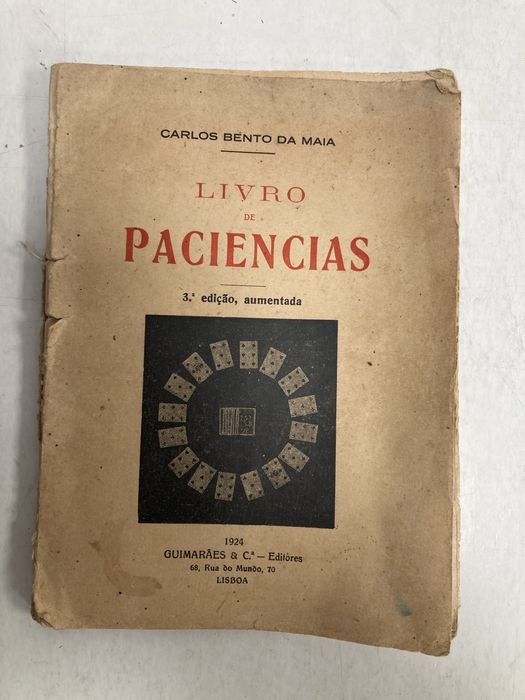 CARLOS BENTO DA MAIA
LIVRO
DE
PACIENCIAS
3.ª edição, aumentada
1924
GUIMARÃES & C.ª — Editôres
68, Rua do Mundo, 70
LISBOA